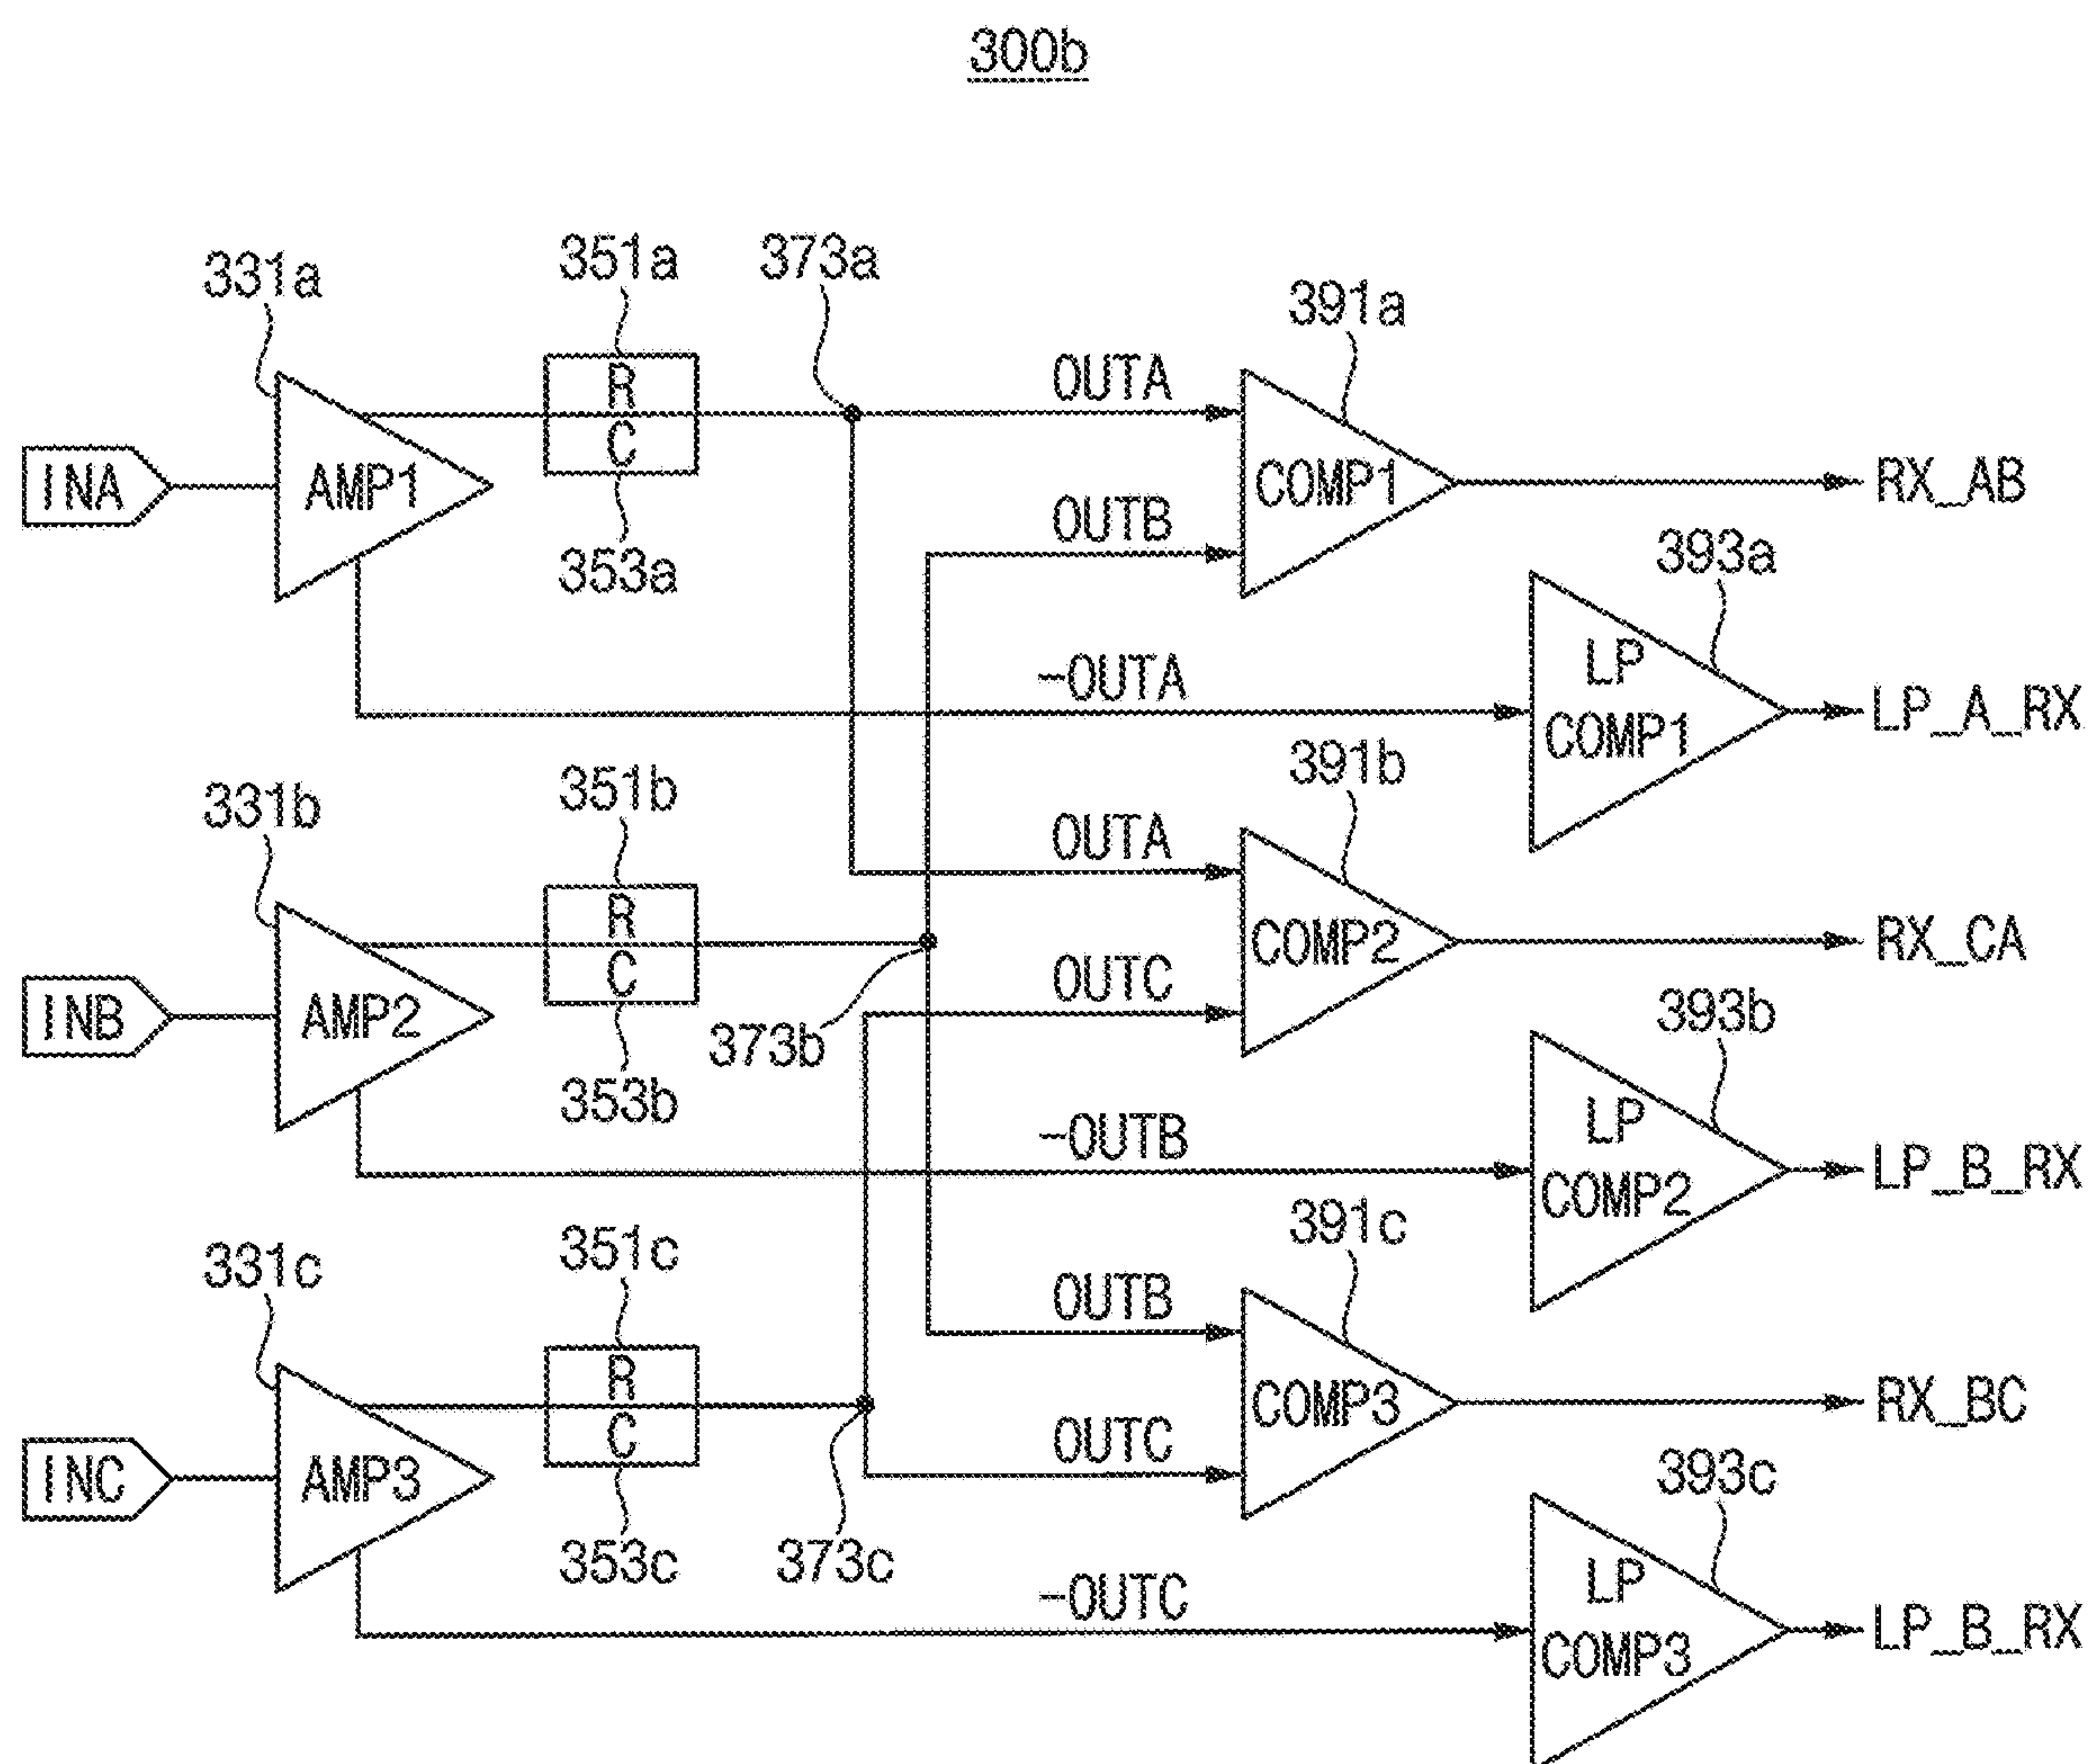 300b
331a
351a
373a
391a
OUTA
R
C
INA
AMP1
COMP1
RX_AB
OUTB
353a
393a
-OUTA
LP
COMP1
LP_A_RX
331b
351b
391b
OUTA
R
C
INB
AMP2
COMP2
RX_CA
OUTC
373b
353b
393b
-OUTB
LP
COMP2
LP_B_RX
331c
351c
391c
OUTB
R
C
INC
AMP3
COMP3
RX_BC
OUTC
353c
373c
393c
-OUTC
LP
COMP3
LP_B_RX